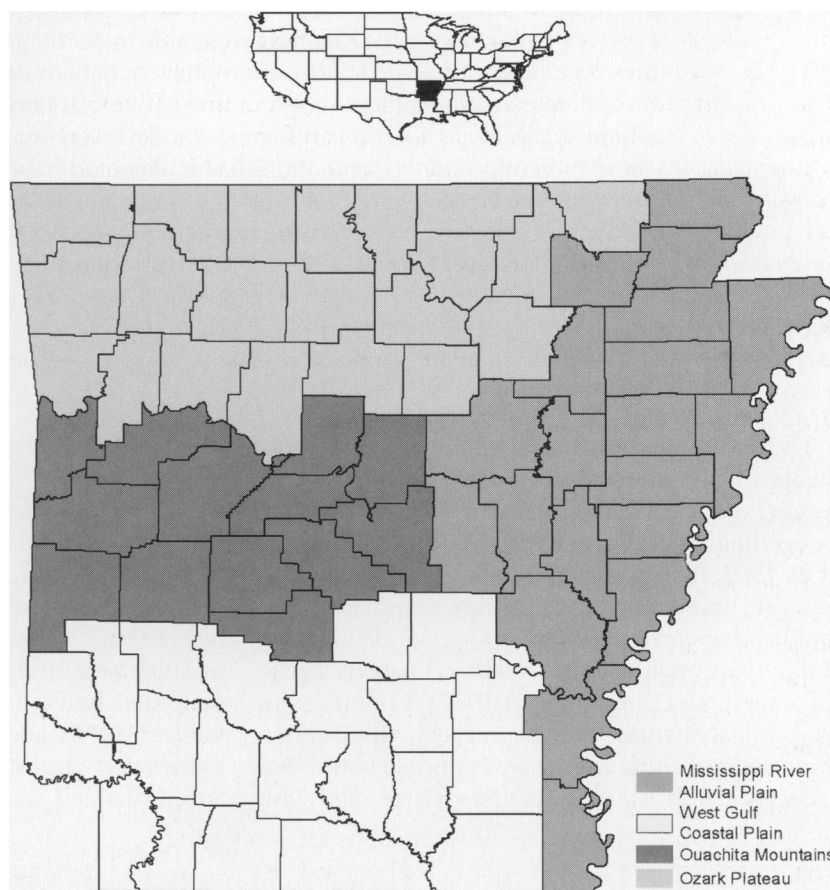 Mississippi River
Alluvial Plain
West Gulf
Coastal Plain
Ouachita Mountains
Ozark Plateau